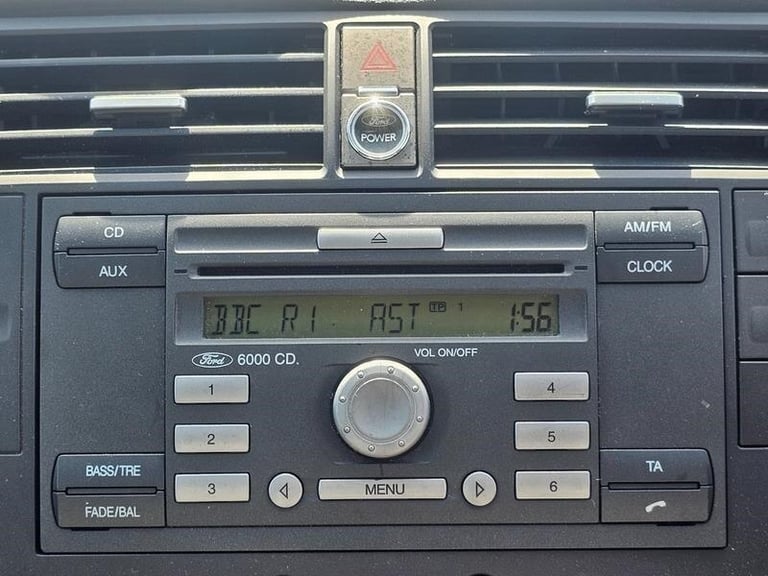 Ford
POWER
CD
AUX
AM/FM
CLOCK
BBC R1 AST TP 1 1:56
Ford 6000 CD.
VOL ON/OFF
1
2
3
4
5
6
BASS/TRE
FADE/BAL
MENU
TA